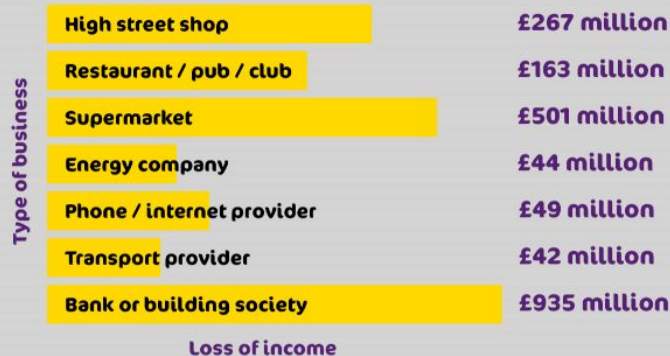 Type of business
High street shop £267 million
Restaurant / pub / club £163 million
Supermarket £501 million
Energy company £44 million
Phone / internet provider £49 million
Transport provider £42 million
Bank or building society £935 million
Loss of income